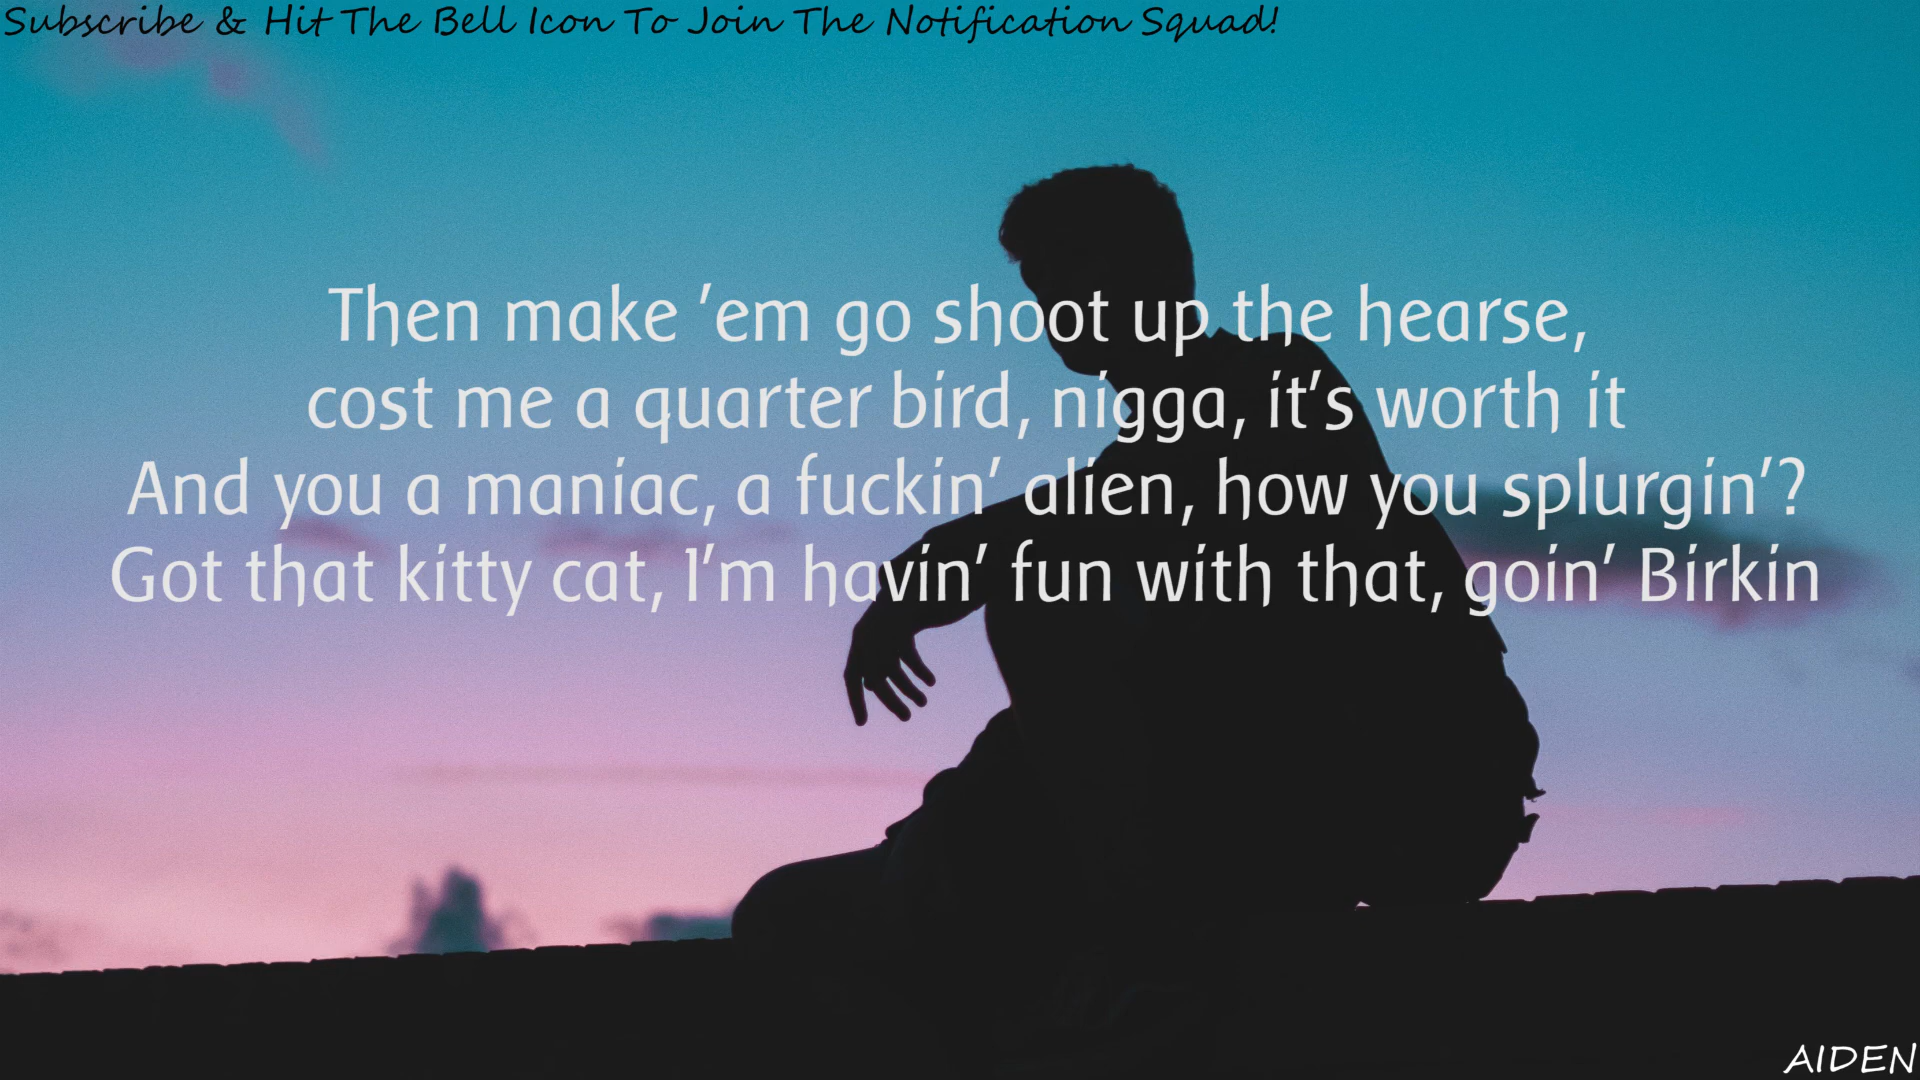 Subscribe & Hit The Bell Icon To Join The Notification Squad!
Then make ’em go shoot up the hearse,
cost me a quarter bird, nigga, it’s worth it
And you a maniac, a fuckin’ alien, how you splurgin’?
Got that kitty cat, I’m havin’ fun with that, goin’ Birkin
AIDEN